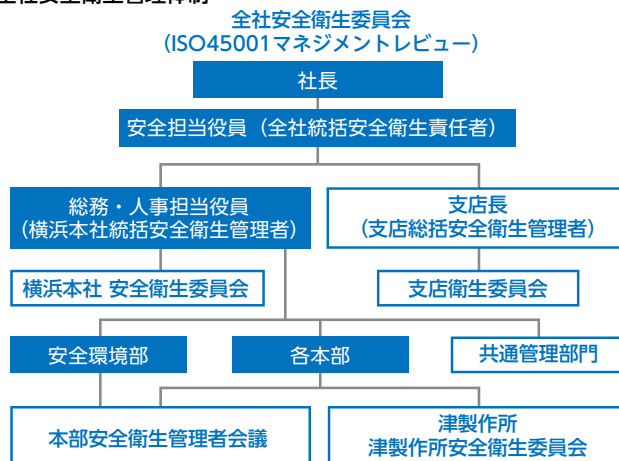 全社安全衛生委員会
（ISO45001マネジメントレビュー）
社長
安全担当役員（全社統括安全衛生責任者）
総務・人事担当役員
（横浜本社統括安全衛生管理者）
支店長
（支店総括安全衛生管理者）
横浜本社 安全衛生委員会
支店衛生委員会
安全環境部
各本部
共通管理部門
本部安全衛生管理者会議
津製作所
津製作所安全衛生委員会